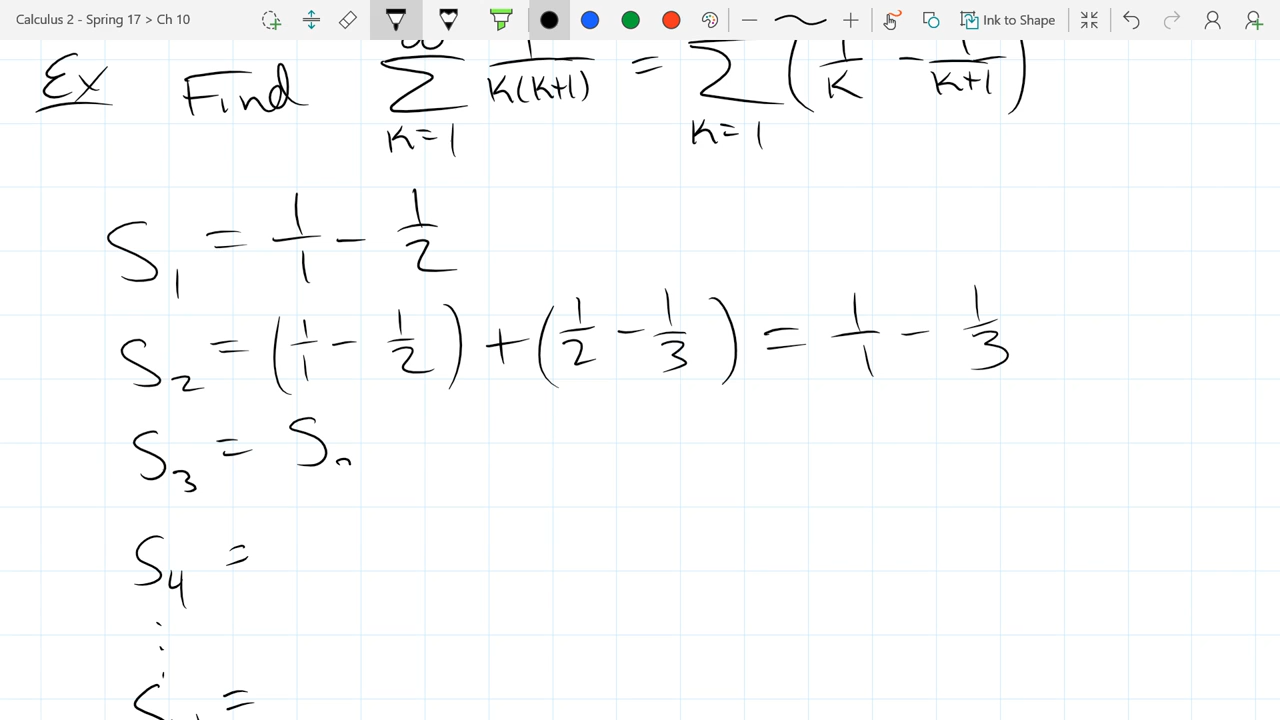 Calculus 2 - Spring 17 > Ch 10 Ink to Shape
Ex Find ∑ k=1 ∞ 1/k(k+1) = ∑ k=1 (1/k - 1/k+1)
S₁ = 1/1 - 1/2
S₂ = (1/1 - 1/2) + (1/2 - 1/3) = 1/1 - 1/3
S₃ = S
S₄ =
⋮
S =